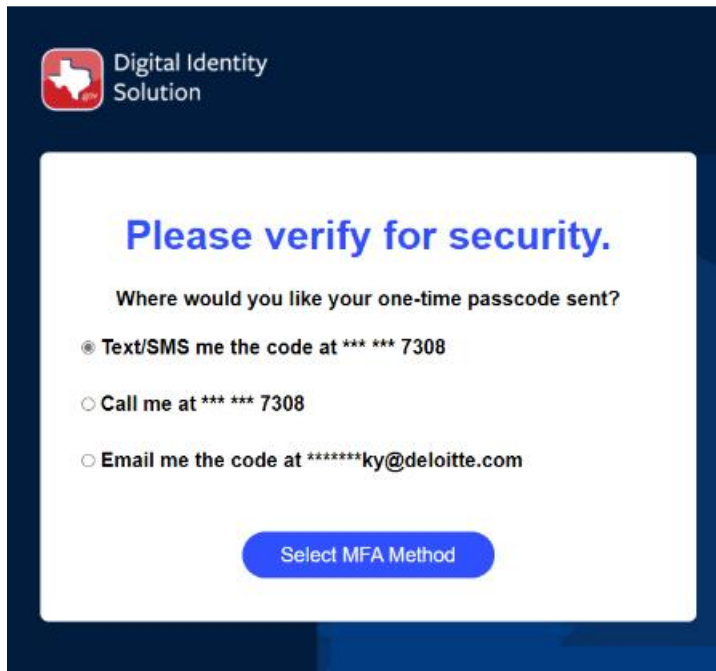 Digital Identity
Solution
.gov
Please verify for security.
Where would you like your one-time passcode sent?
Text/SMS me the code at *** *** 7308
Call me at *** *** 7308
Email me the code at *******ky@deloitte.com
Select MFA Method